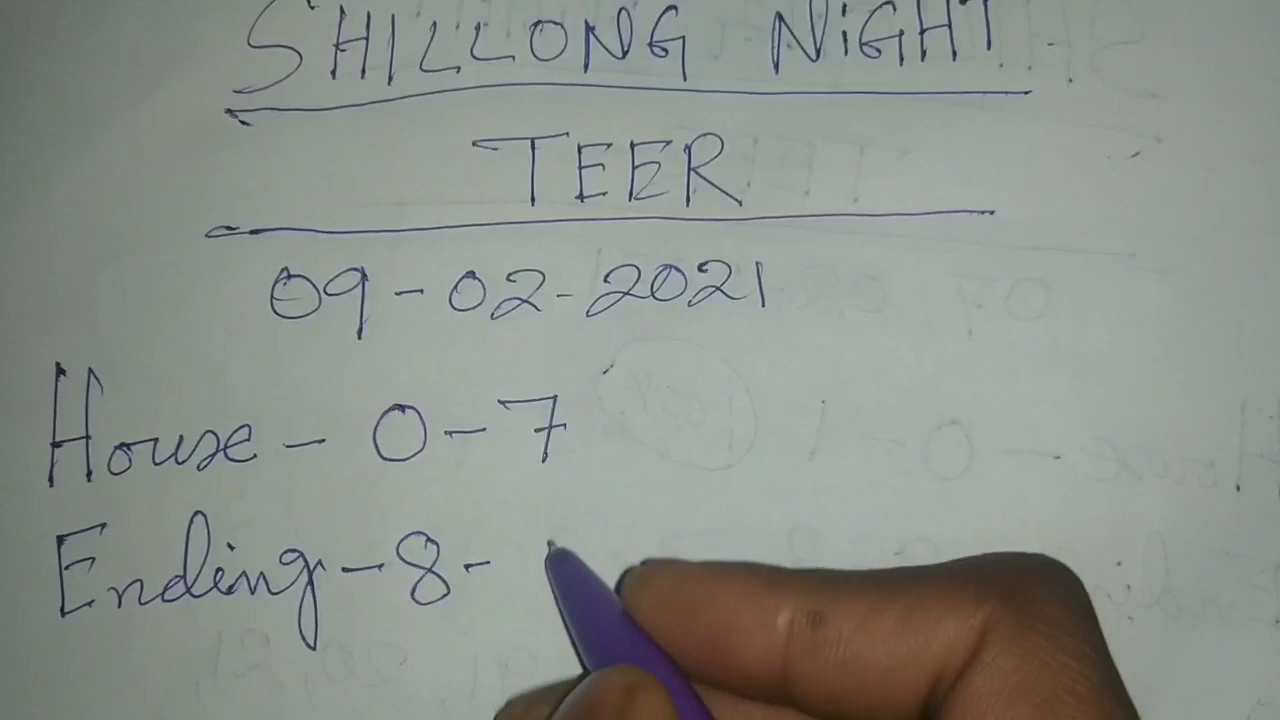 SHILLONG NiGHT
TEER
09-02-2021
House - 0-7
Ending - 8-